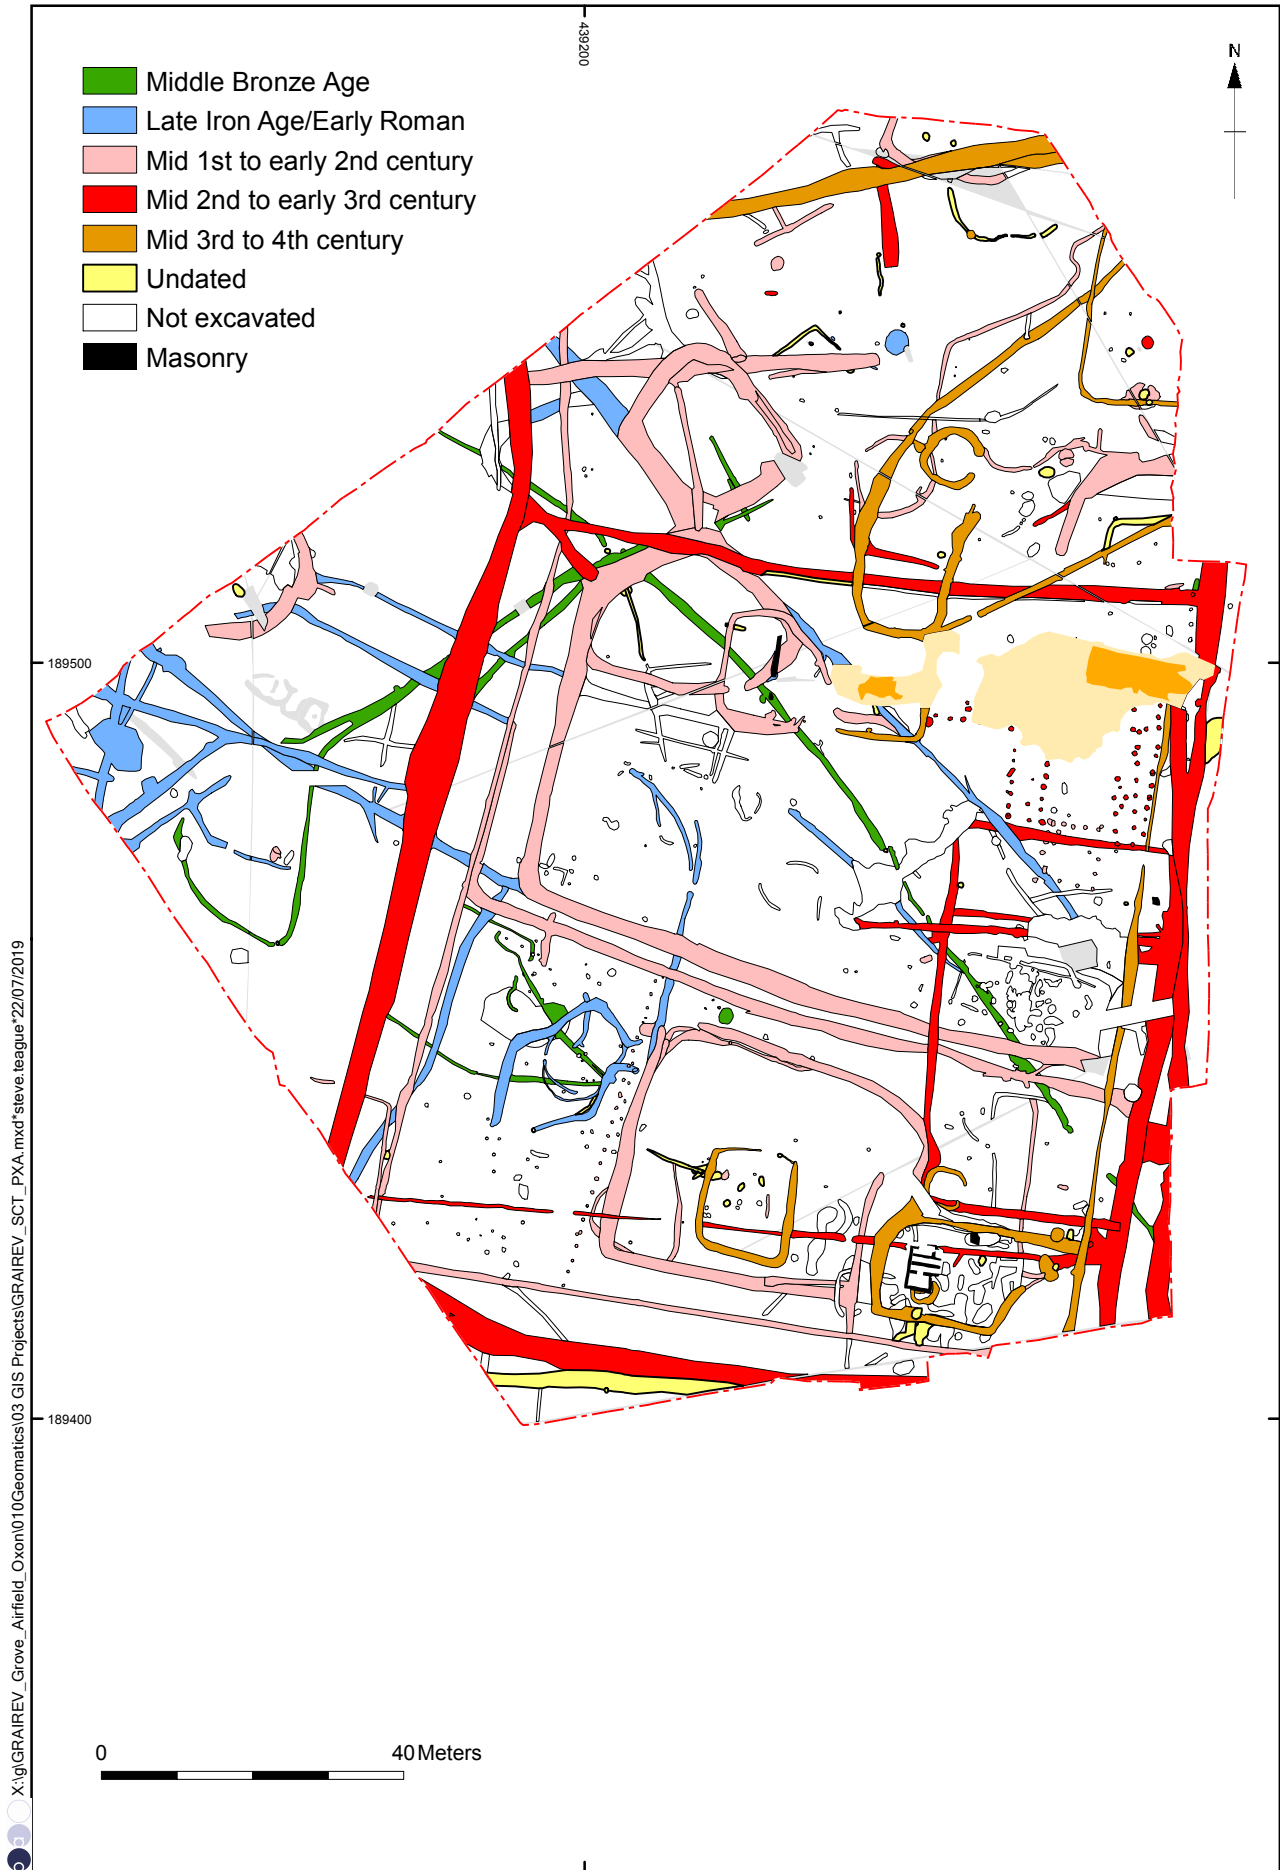 439200
N
Middle Bronze Age
Late Iron Age/Early Roman
Mid 1st to early 2nd century
Mid 2nd to early 3rd century
Mid 3rd to 4th century
Undated
Not excavated
Masonry
189500
189400
0 40 Meters
X:\g\GRAIREV_Grove_Airfield_Oxon\010Geomatics\03 GIS Projects\GRAIREV_SCT_PXA.mxd*steve.teague*22/07/2019